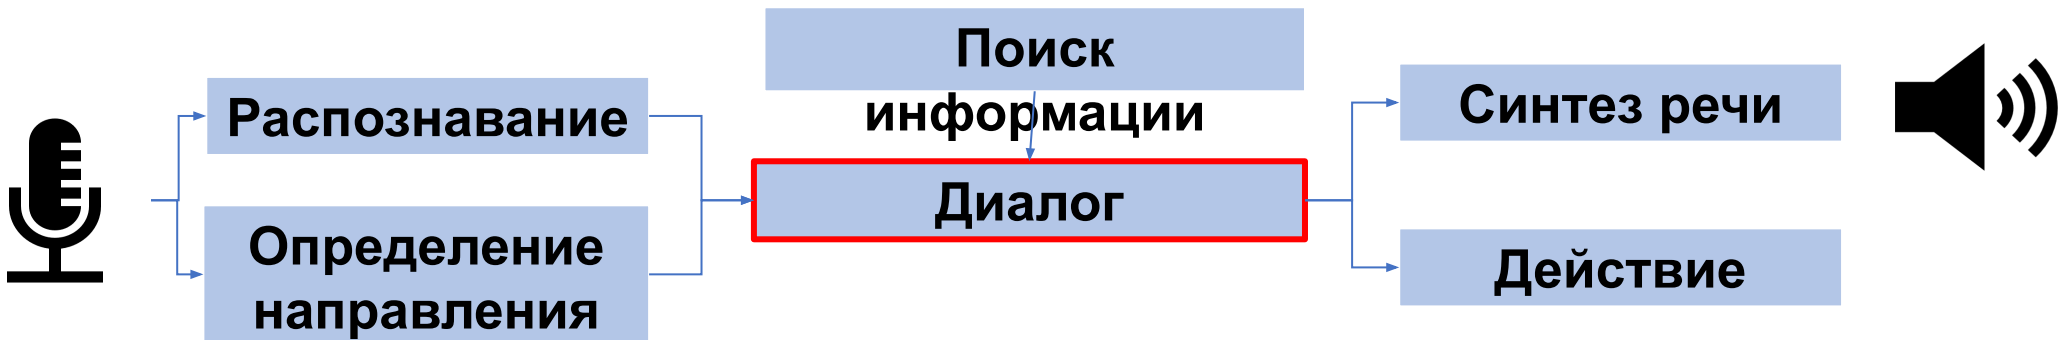 Распознавание
Определение
направления
Поиск
информации
Диалог
Синтез речи
Действие